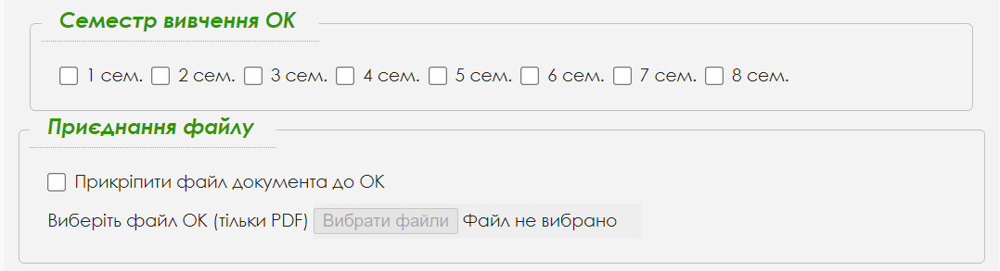 Семестр вивчення ОК
1 сем. 2 сем. 3 сем. 4 сем. 5 сем. 6 сем. 7 сем. 8 сем.
Приєднання файлу
Прикріпити файл документа до ОК
Виберіть файл ОК (тільки PDF) Вибрати файли Файл не вибрано